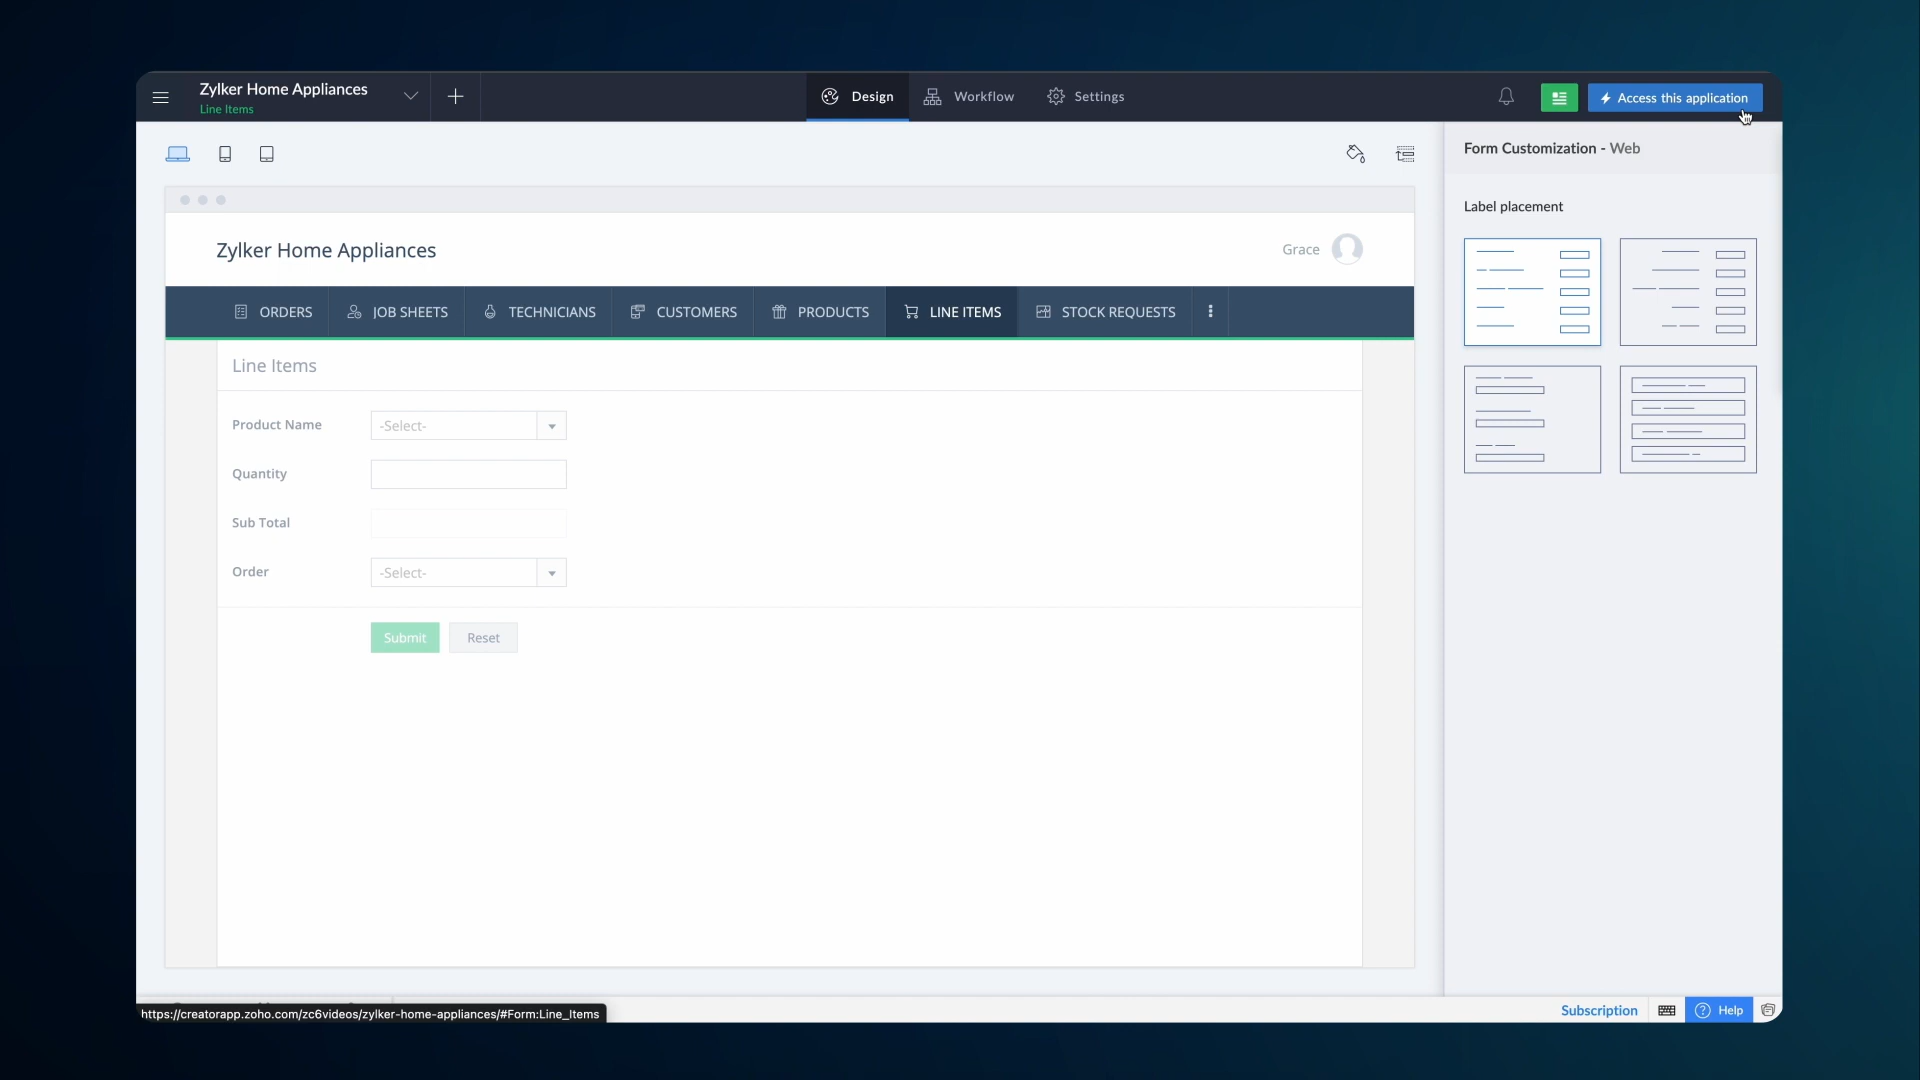 Zylker Home Appliances
Line Items
Design
Workflow
Settings
Access this application
Form Customization - Web
Label placement
Zylker Home Appliances
Grace
ORDERS
JOB SHEETS
TECHNICIANS
CUSTOMERS
PRODUCTS
LINE ITEMS
STOCK REQUESTS
Line Items
Product Name
-Select-
Quantity
Sub Total
Order
-Select-
Submit
Reset
https://creatorapp.zoho.com/zc6videos/zylker-home-appliances/#Form:Line_Items
Subscription
? Help